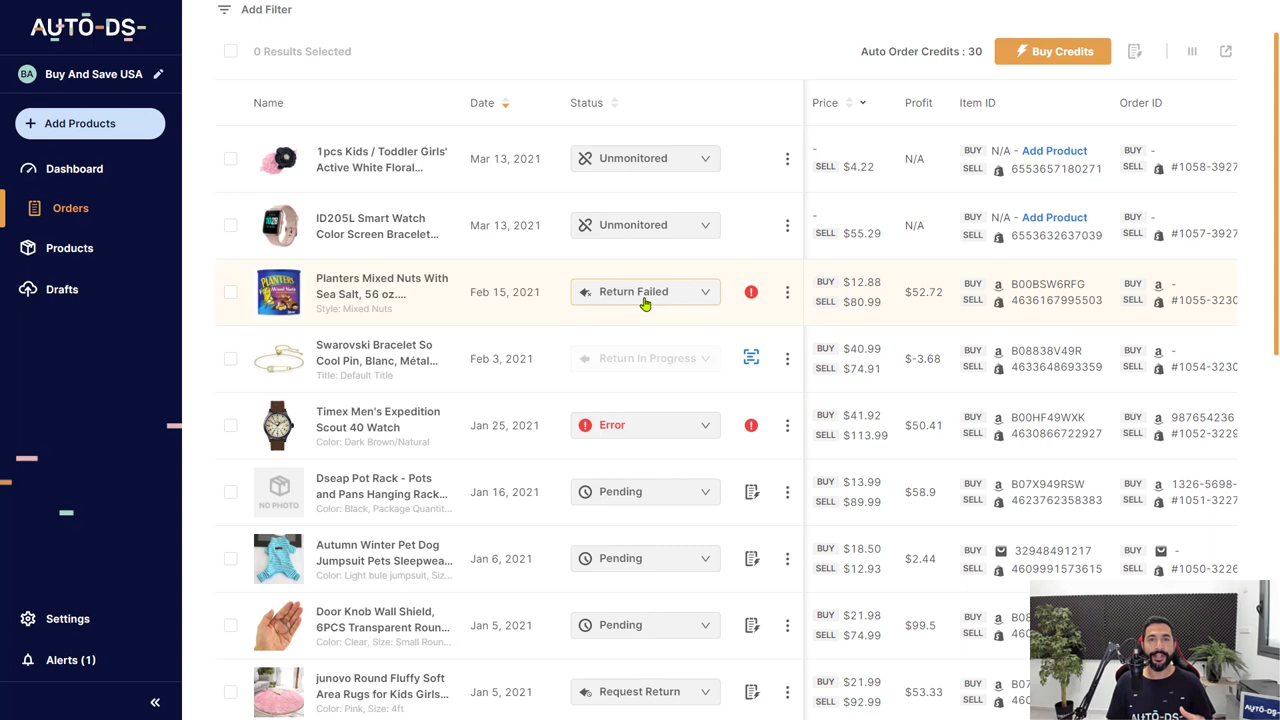 AUTO-DS-
BA Buy And Save USA
+ Add Products
Dashboard
Orders
Products
Drafts
Settings
Alerts (1)
«
Add Filter
0 Results Selected
Auto Order Credits : 30
Buy Credits
Name Date Status Price Profit Item ID Order ID
1pcs Kids / Toddler Girls'
Active White Floral...
Mar 13, 2021
Unmonitored
-
SELL $4.22
N/A
BUY N/A - Add Product
SELL 6553657180271
BUY -
SELL #1058-3927
ID205L Smart Watch
Color Screen Bracelet...
Mar 13, 2021
Unmonitored
-
SELL $55.29
N/A
BUY N/A - Add Product
SELL 6553632637039
BUY -
SELL #1057-3927
PLANTERS
Planters Mixed Nuts With
Sea Salt, 56 oz....
Style: Mixed Nuts
Feb 15, 2021
Return Failed
BUY $12.88
SELL $80.99
$52.72
BUY B00BSW6RFG
SELL 4636167995503
BUY -
SELL #1055-3230
Swarovski Bracelet So
Cool Pin, Blanc, Métal...
Title: Default Title
Feb 3, 2021
Return In Progress
BUY $40.99
SELL $74.91
$-3.68
BUY B08838V49R
SELL 4633648693359
BUY -
SELL #1054-3230
Timex Men's Expedition
Scout 40 Watch
Color: Dark Brown/Natural
Jan 25, 2021
Error
BUY $41.92
SELL $113.99
$50.41
BUY B00HF49WXK
SELL 4630866722927
BUY 987654236
SELL #1052-3229
NO PHOTO
Dseap Pot Rack - Pots
and Pans Hanging Rack...
Color: Black, Package Quantit...
Jan 16, 2021
Pending
BUY $13.99
SELL $89.99
$58.9
BUY B07X949RSW
SELL 4623762358383
BUY 1326-5698-
SELL #1051-3227
Autumn Winter Pet Dog
Jumpsuit Pets Sleepwea...
Color: Light bule jumpsuit, Siz...
Jan 6, 2021
Pending
BUY $18.50
SELL $12.93
$2.44
BUY 32948491217
SELL 4609991573615
BUY -
SELL #1050-3226
Door Knob Wall Shield,
6PCS Transparent Roun...
Color: Clear, Size: Small Roun...
Jan 5, 2021
Pending
BUY $21.98
SELL $74.99
$99.5
BUY B08
SELL 460
junovo Round Fluffy Soft
Area Rugs for Kids Girls...
Color: Pink, Size: 4ft
Jan 5, 2021
Request Return
BUY $21.99
SELL $92.99
$53.33
BUY B07
SELL 460
AUTO-DS
AUTO-DS